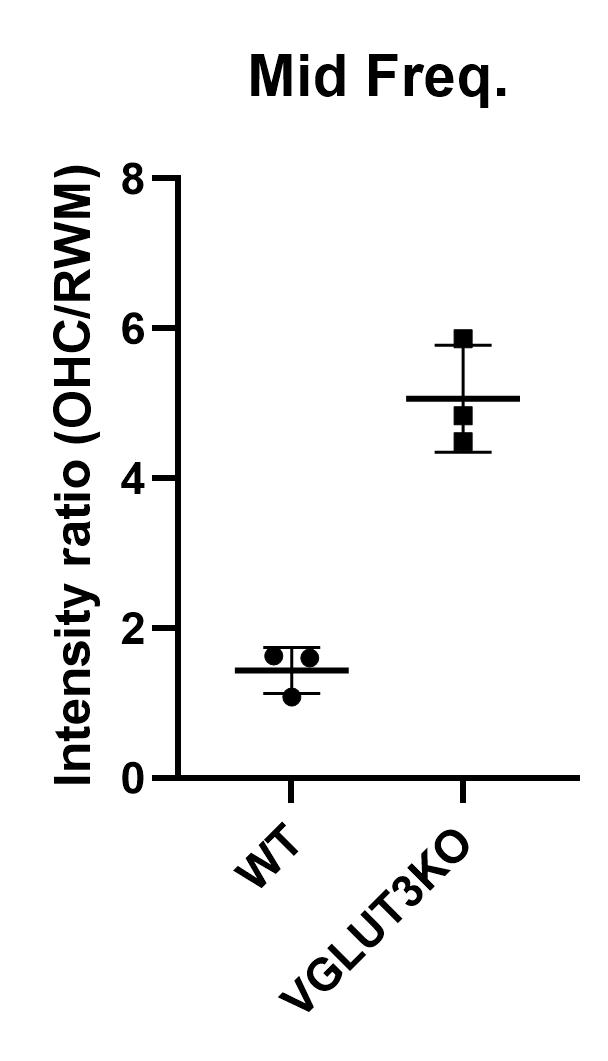 Mid Freq.
Intensity ratio (OHC/RWM)
8
6
4
2
0
WT
VGLUT3KO